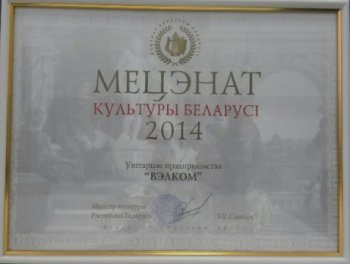 МЕЦЭНАТ
КУЛЬТУРЫ БЕЛАРУСІ
2014
Унітарнае прадпрыемства
“ВЭЛКОМ”
Міністр культуры
Рэспублікі Беларусь